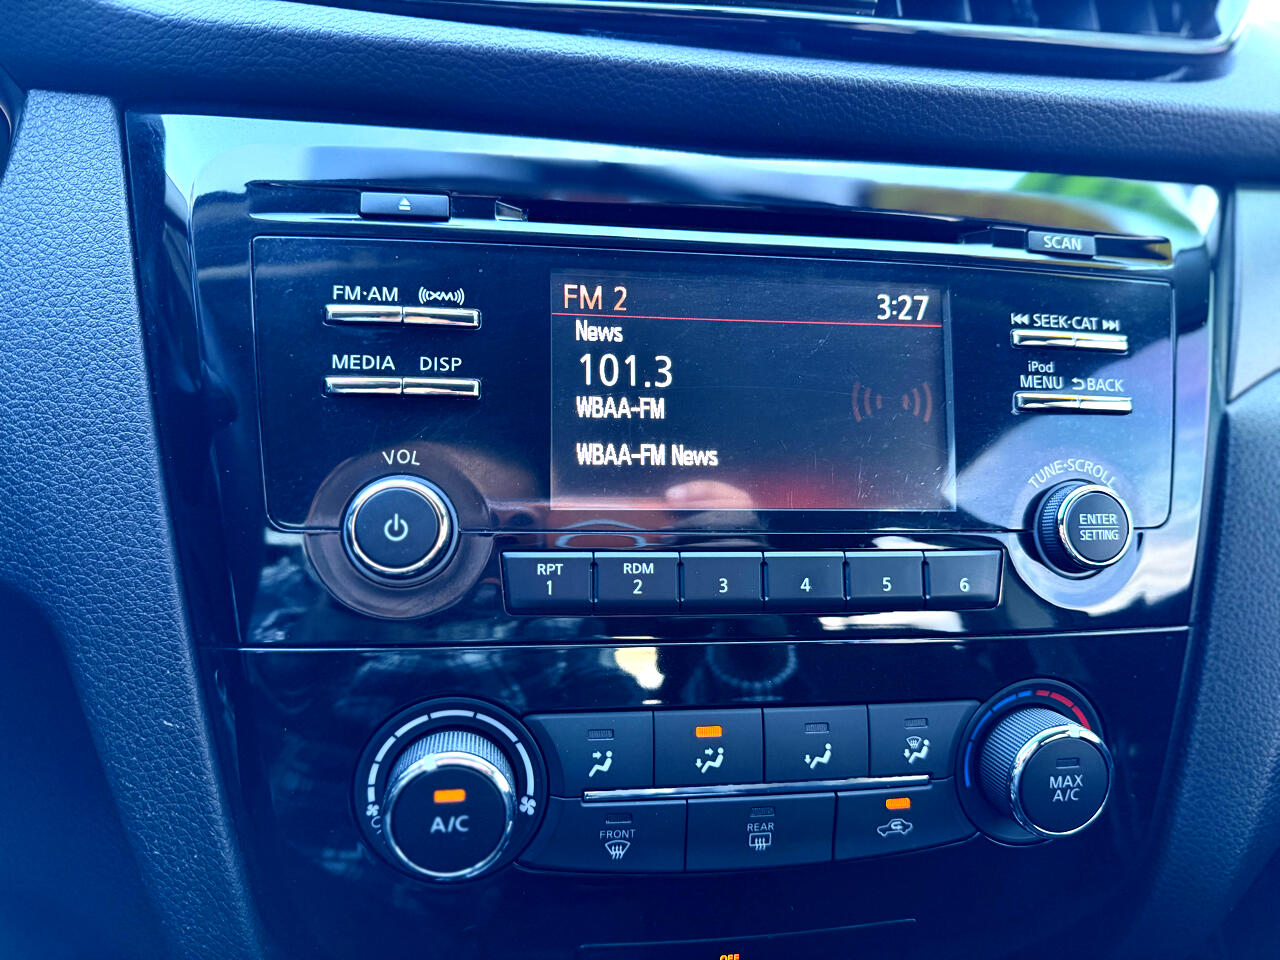 SCAN
FM·AM
XM
MEDIA DISP
VOL
FM 2 3:27
News
101.3
WBAA-FM
WBAA-FM News
SEEK·CAT
iPod
MENU BACK
TUNE·SCROLL
ENTER
SETTING
RPT
1
RDM
2
3
4
5
6
A/C
MAX
A/C
FRONT
REAR
OFF